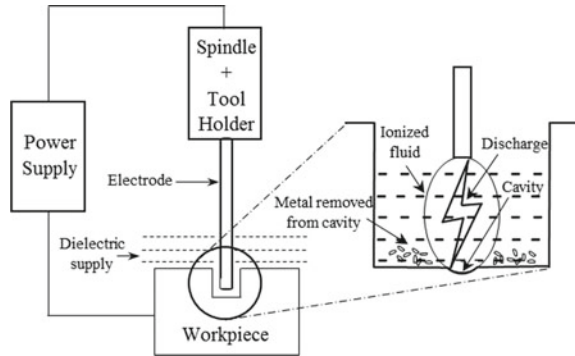 Spindle
+
Tool
Holder
Power
Supply
Electrode
Dielectric
supply
Workpiece
Ionized
fluid
Discharge
Cavity
Metal removed
from cavity